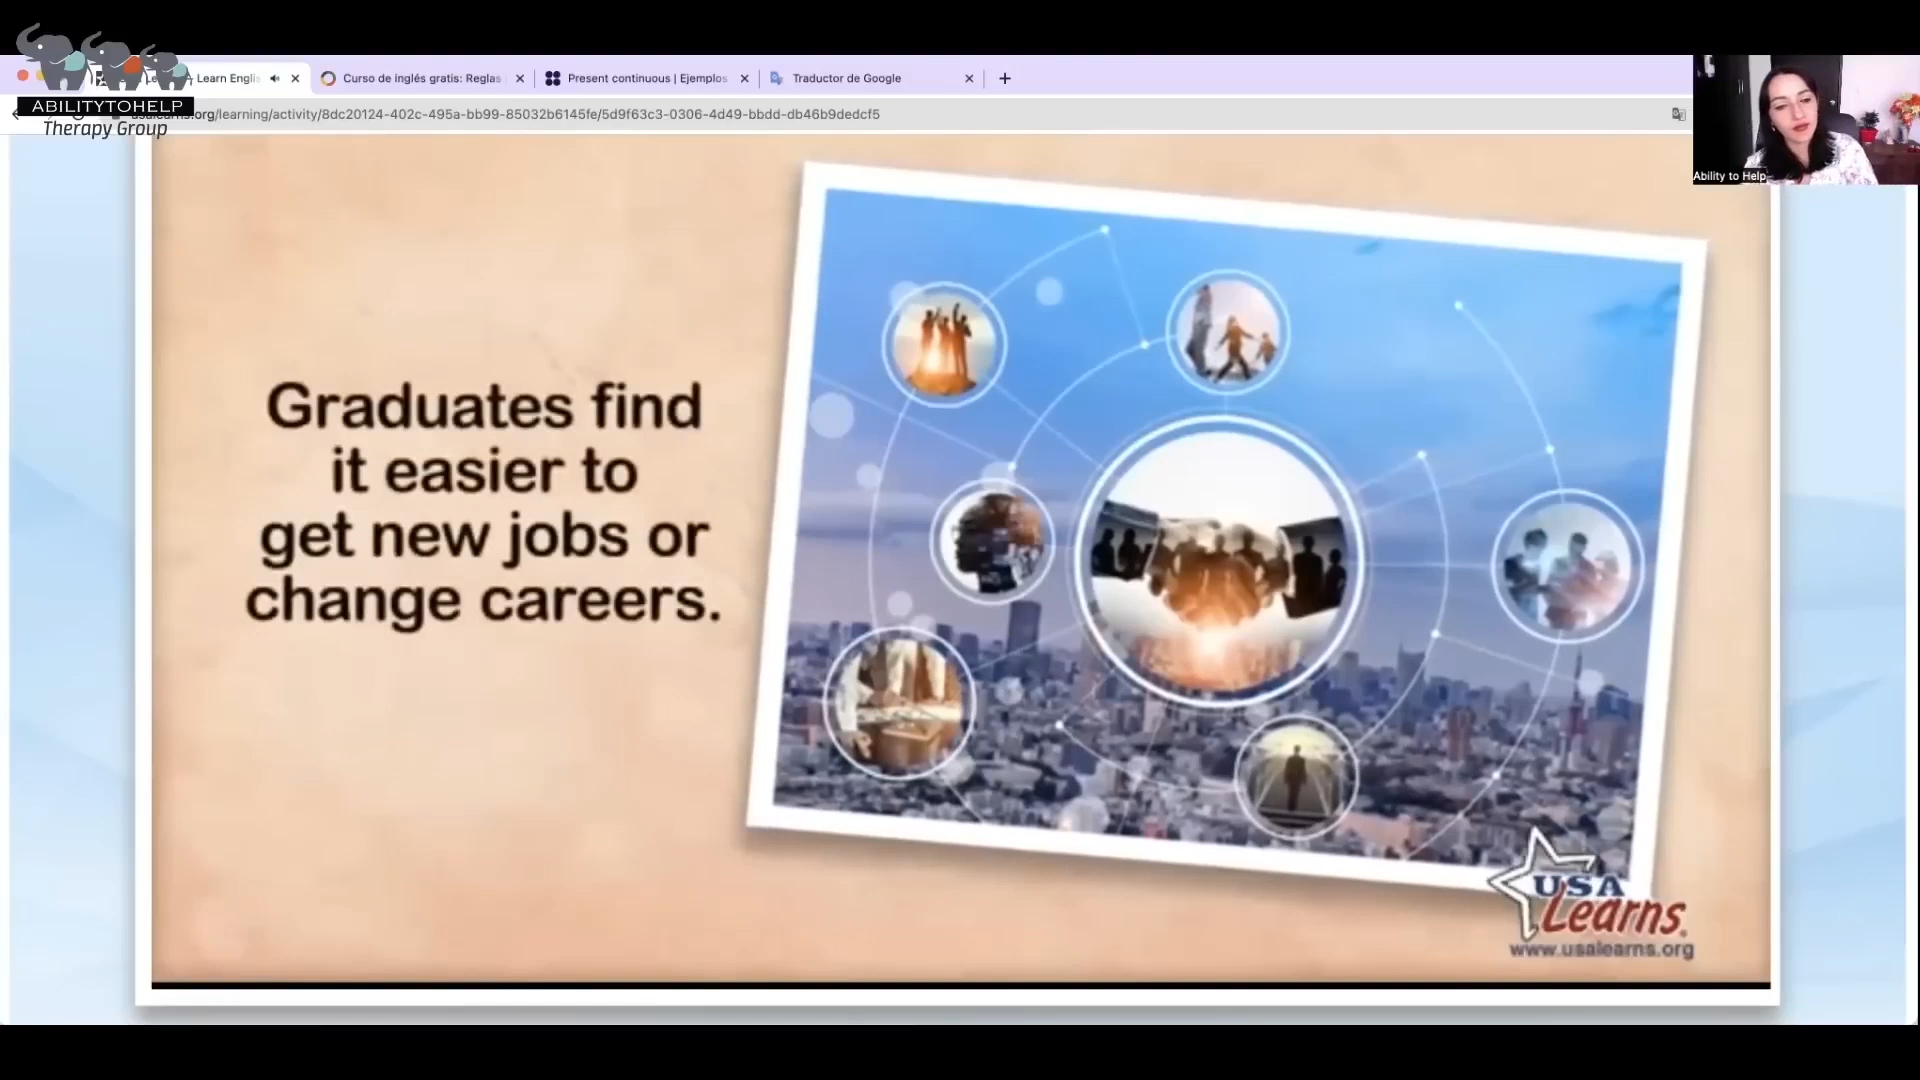 Learn Englis
Curso de inglés gratis: Reglas
Present continuous | Ejemplos
Traductor de Google
ABILITYTOHELP
Therapy Group
usalearns.org/learning/activity/8dc20124-402c-495a-bb99-85032b6145fe/5d9f63c3-0306-4d49-bbdd-db46b9dedcf5
Ability to Help
Graduates find
it easier to
get new jobs or
change careers.
USA
Learns®
www.usalearns.org